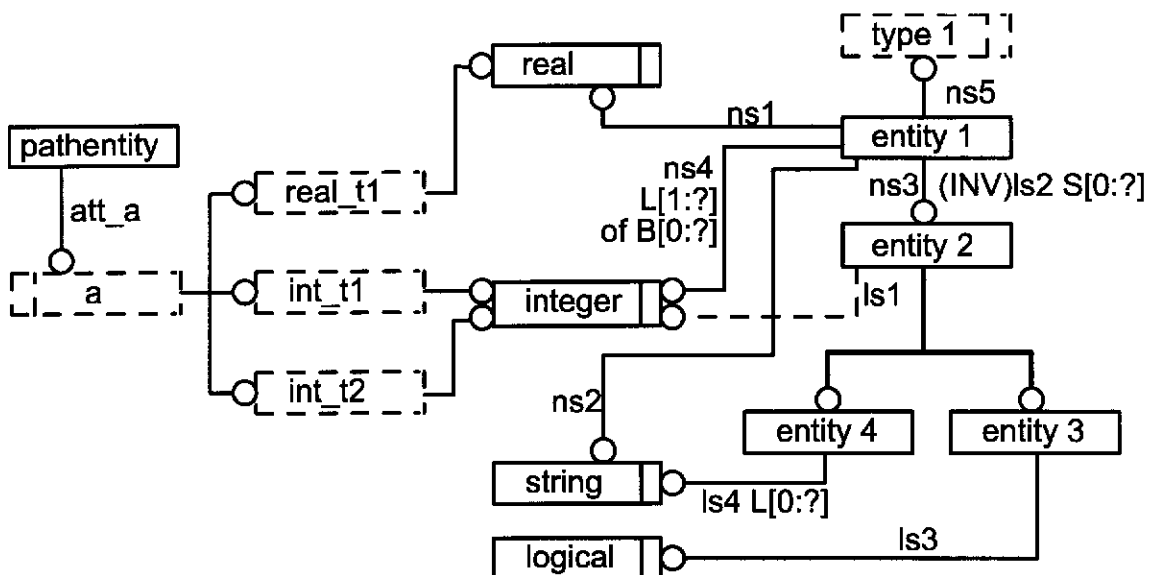 type 1
real
ns5
ns1
entity 1
pathentity
ns4
L[1:?]
of B[0:?]
ns3
(INV)ls2 S[0:?]
real_t1
att_a
entity 2
a
int_t1
integer
ls1
int_t2
ns2
entity 4
entity 3
string
ls4 L[0:?]
logical
ls3